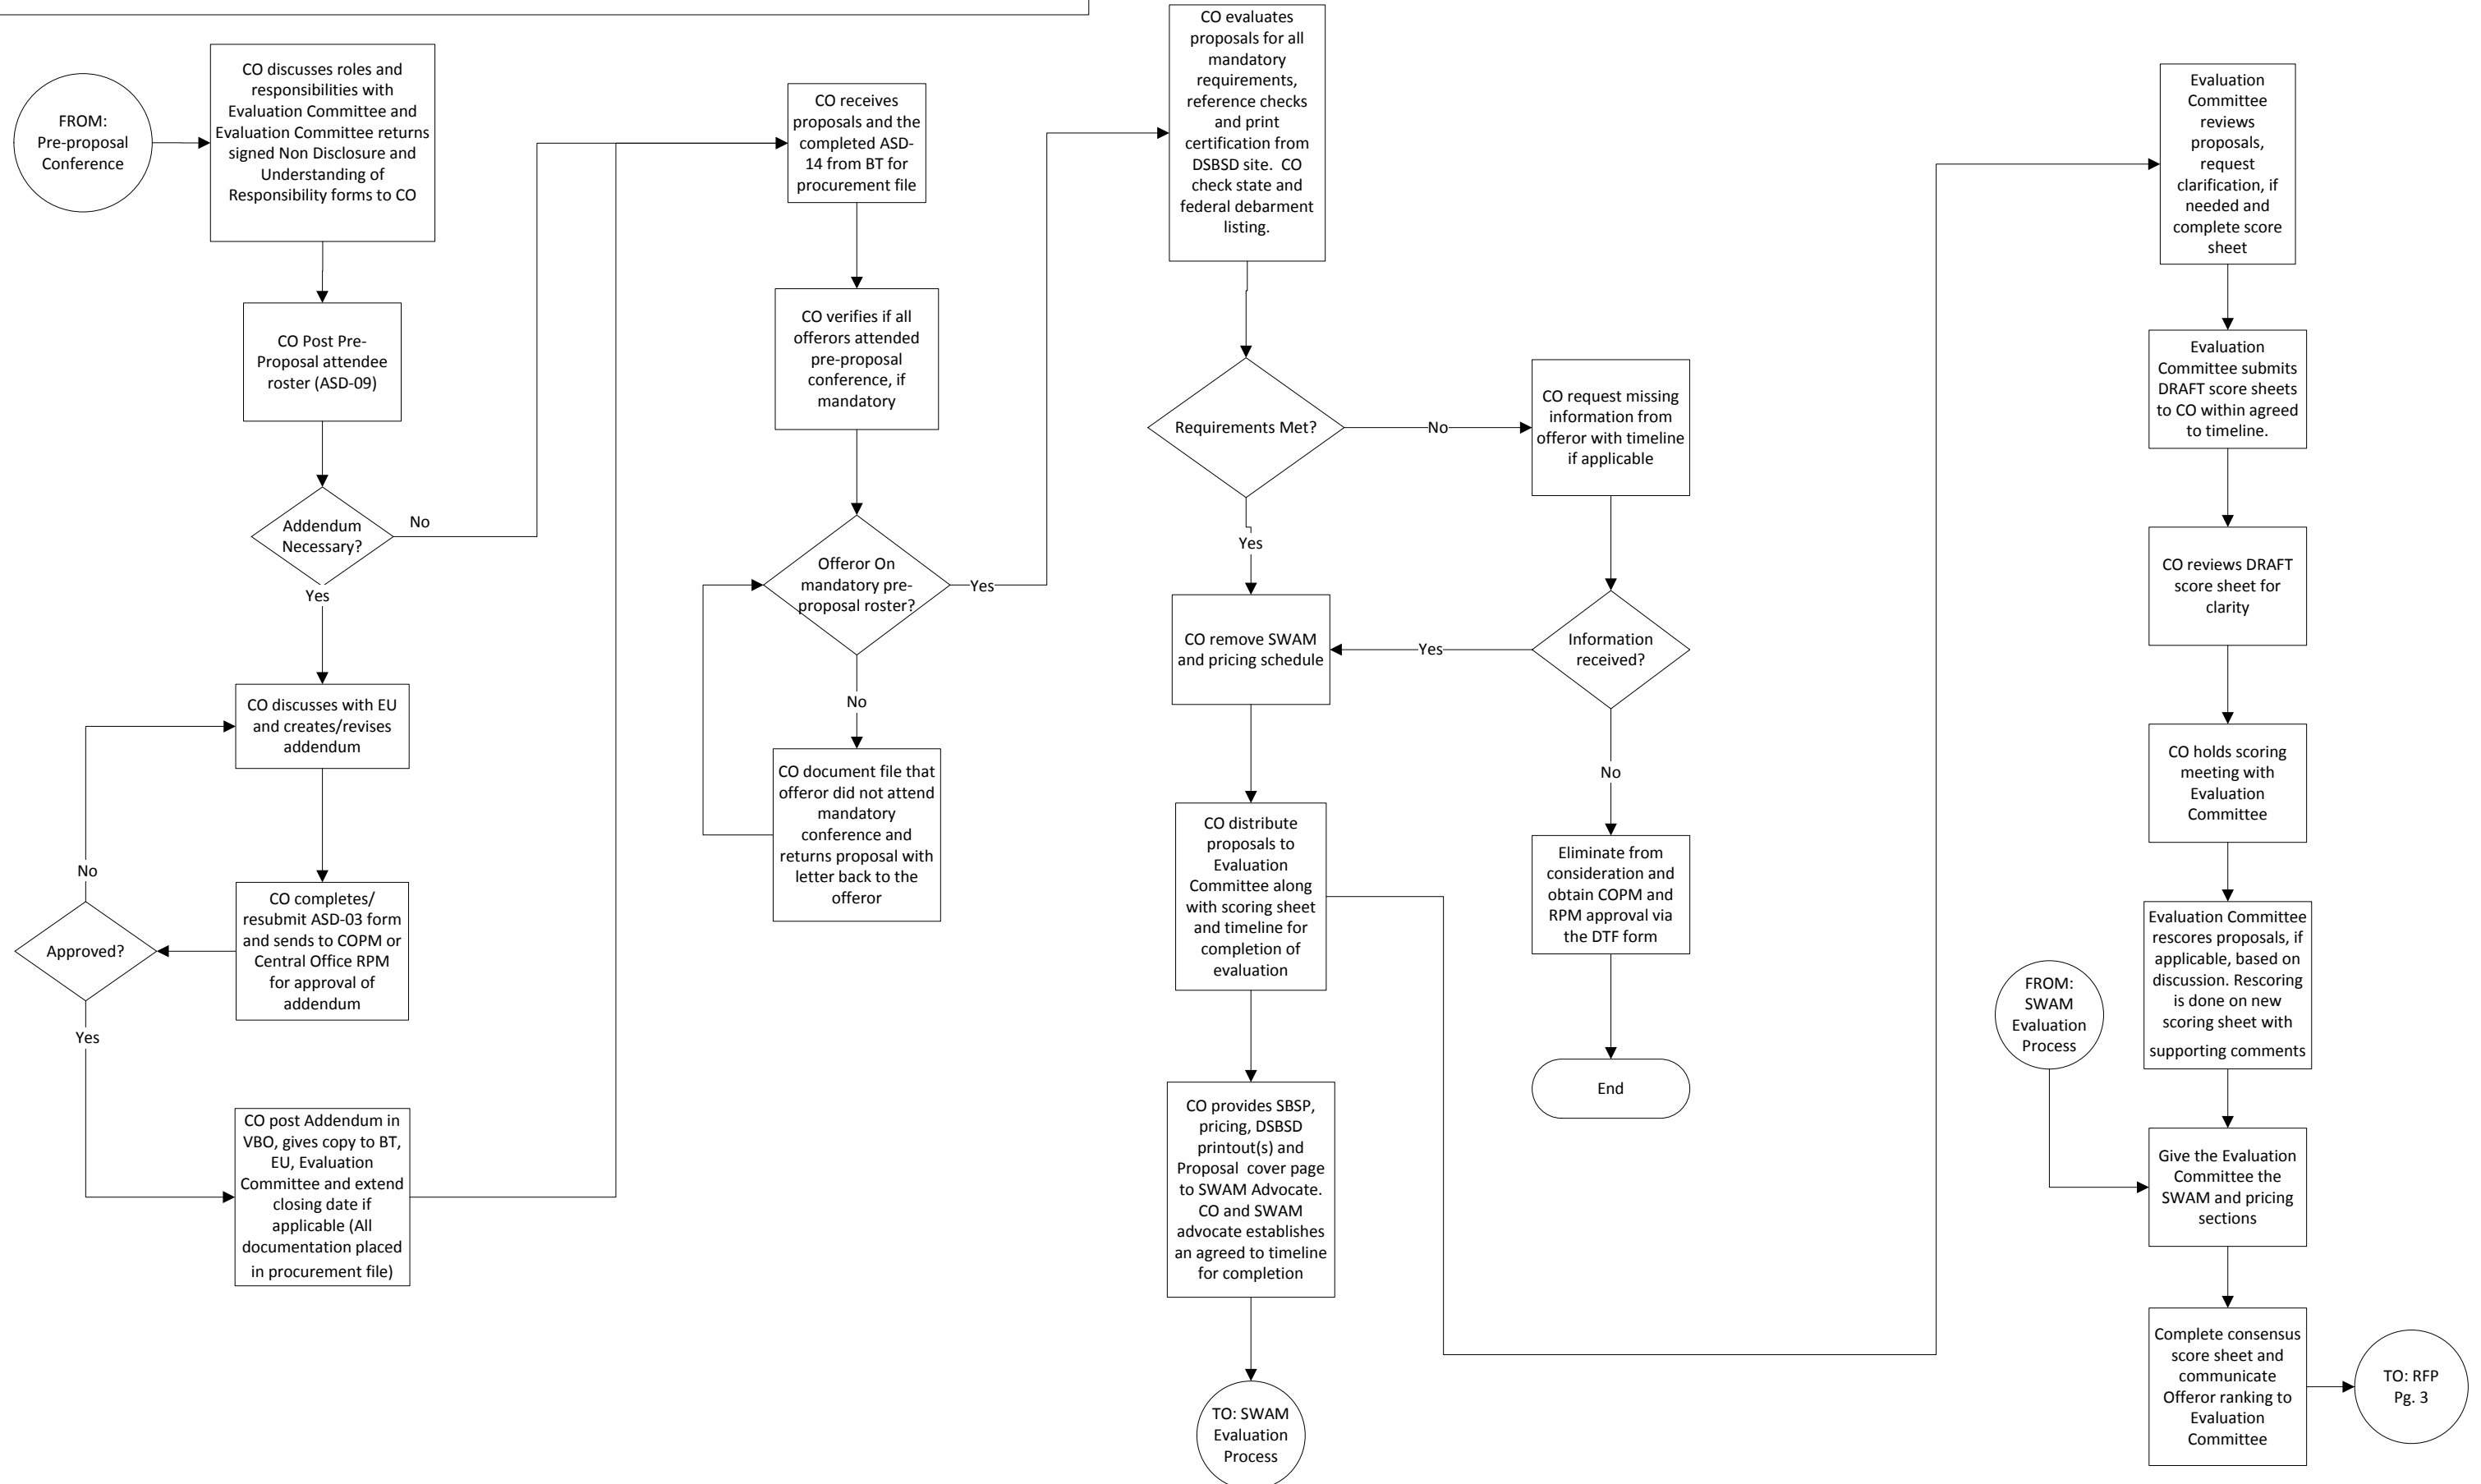 FROM:
Pre-proposal
Conference
CO discusses roles and
responsibilities with
Evaluation Committee and
Evaluation Committee returns
signed Non Disclosure and
Understanding of
Responsibility forms to CO
CO Post Pre-
Proposal attendee
roster (ASD-09)
Addendum
Necessary?
No
Yes
CO discusses with EU
and creates/revises
addendum
No
CO completes/
resubmit ASD-03 form
and sends to COPM or
Central Office RPM
for approval of
addendum
Approved?
Yes
CO post Addendum in
VBO, gives copy to BT,
EU, Evaluation
Committee and extend
closing date if
applicable (All
documentation placed
in procurement file)
CO receives
proposals and the
completed ASD-
14 from BT for
procurement file
CO verifies if all
offerors attended
pre-proposal
conference, if
mandatory
Offeror On
mandatory pre-
proposal roster?
Yes
No
CO document file that
offeror did not attend
mandatory
conference and
returns proposal with
letter back to the
offeror
CO evaluates
proposals for all
mandatory
requirements,
reference checks
and print
certification from
DSBSD site.  CO
check state and
federal debarment
listing.
Requirements Met?
No
Yes
CO request missing
information from
offeror with timeline
if applicable
CO remove SWAM
and pricing schedule
Yes
Information
received?
No
CO distribute
proposals to
Evaluation
Committee along
with scoring sheet
and timeline for
completion of
evaluation
Eliminate from
consideration and
obtain COPM and
RPM approval via
the DTF form
End
CO provides SBSP,
pricing, DSBSD
printout(s) and
Proposal  cover page
to SWAM Advocate.
CO and SWAM
advocate establishes
an agreed to timeline
for completion
TO: SWAM
Evaluation
Process
Evaluation
Committee
reviews
proposals,
request
clarification, if
needed and
complete score
sheet
Evaluation
Committee submits
DRAFT score sheets
to CO within agreed
to timeline.
CO reviews DRAFT
score sheet for
clarity
CO holds scoring
meeting with
Evaluation
Committee
Evaluation Committee
rescores proposals, if
applicable, based on
discussion. Rescoring
is done on new
scoring sheet with
supporting comments
FROM:
SWAM
Evaluation
Process
Give the Evaluation
Committee the
SWAM and pricing
sections
Complete consensus
score sheet and
communicate
Offeror ranking to
Evaluation
Committee
TO: RFP
Pg. 3